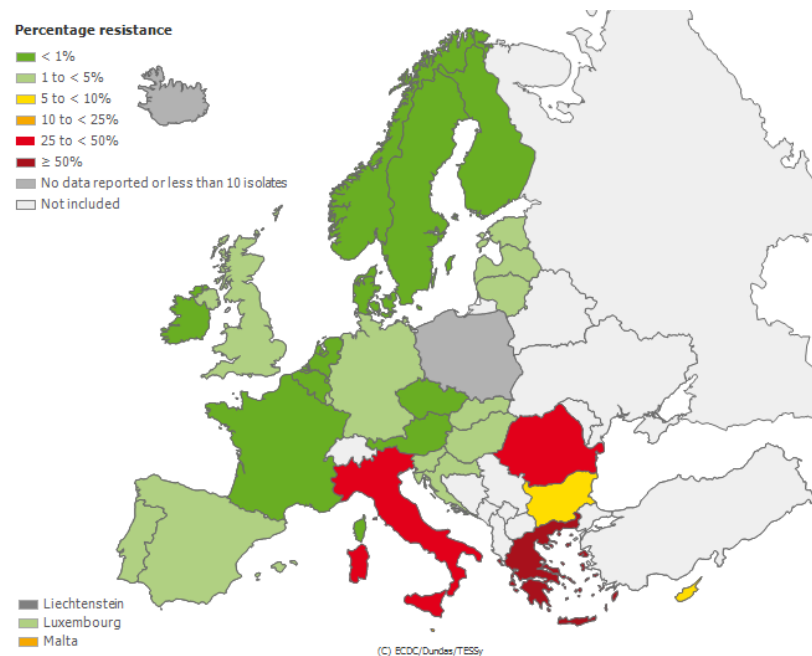 Percentage resistance
< 1%
1 to < 5%
5 to < 10%
10 to < 25%
25 to < 50%
≥ 50%
No data reported or less than 10 isolates
Not included
Liechtenstein
Luxembourg
Malta
(C) ECDC/Dundas/TESSy